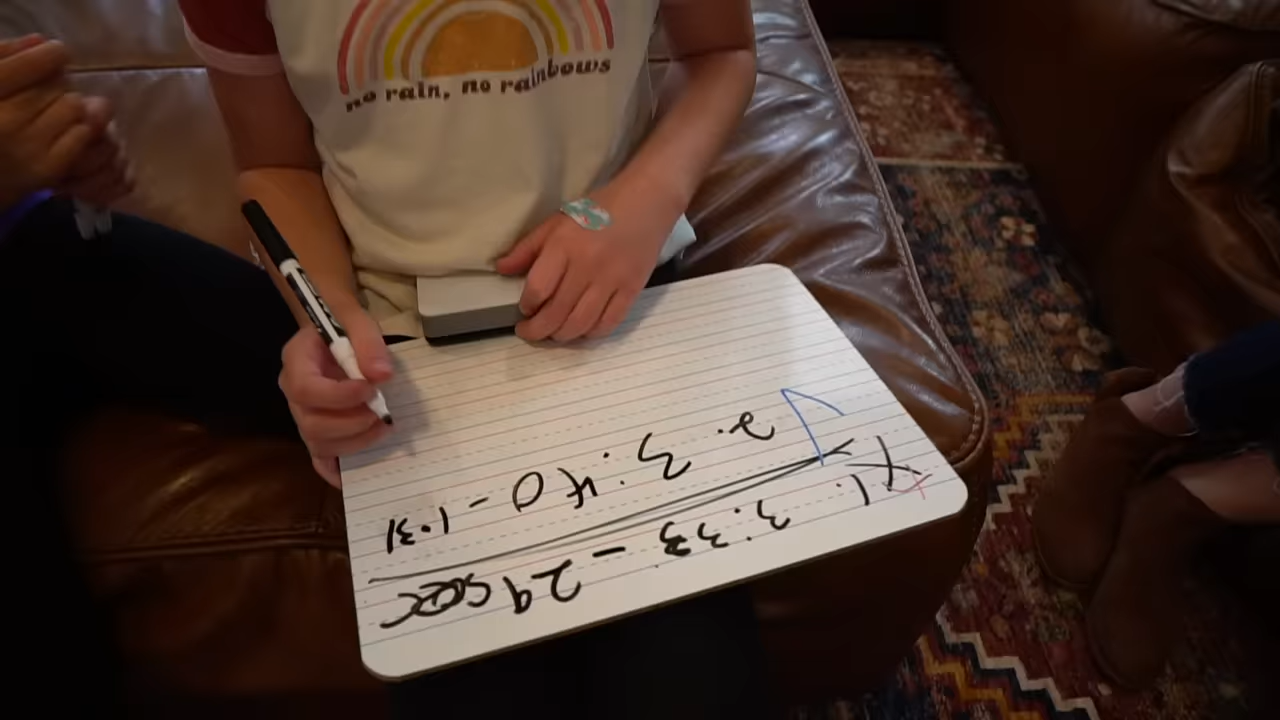 no rain, no rainbows
1. 3:33 - 29 sec
2. 3:40 - 1:31